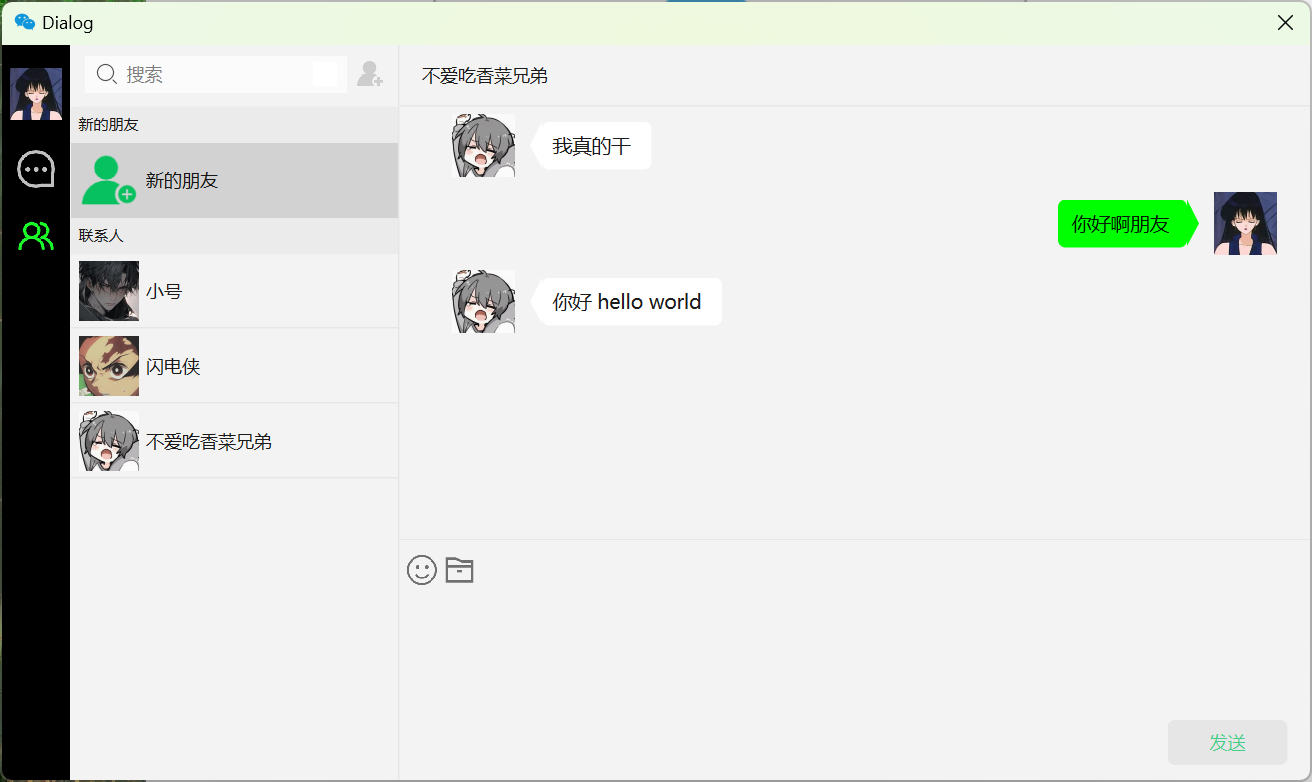 Dialog
搜索
新的朋友
新的朋友
联系人
小号
闪电侠
不爱吃香菜兄弟
不爱吃香菜兄弟
我真的干
你好啊朋友
你好 hello world
发送